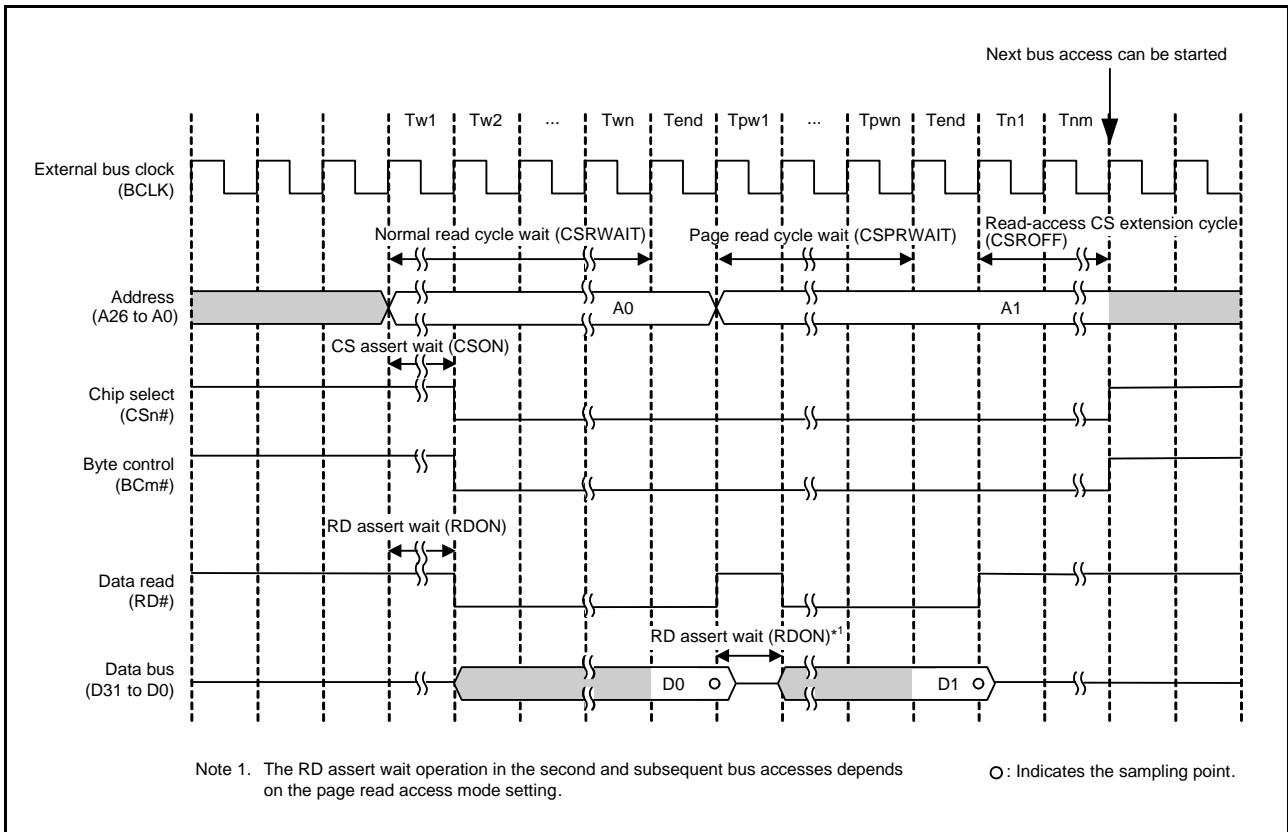 Next bus access can be started
Tw1 Tw2 ... Twn Tend Tpw1 ... Tpwn Tend Tn1 Tnm
External bus clock
(BCLK)
Normal read cycle wait (CSRWAIT)
Page read cycle wait (CSPRWAIT)
Read-access CS extension cycle
(CSROFF)
Address
(A26 to A0)
A0
A1
CS assert wait (CSON)
Chip select
(CSn#)
Byte control
(BCm#)
RD assert wait (RDON)
Data read
(RD#)
RD assert wait (RDON)*1
Data bus
(D31 to D0)
D0
D1
Note 1. The RD assert wait operation in the second and subsequent bus accesses depends
on the page read access mode setting.
: Indicates the sampling point.